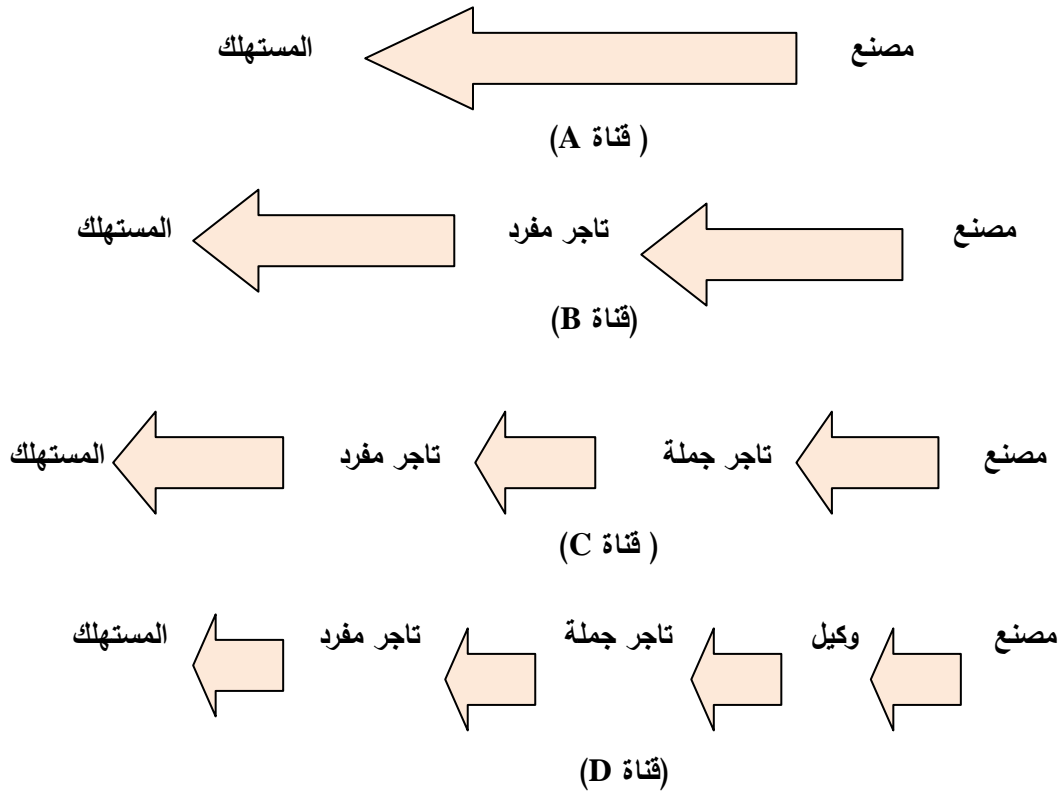 مصنع المستهلك
( قناة A)
مصنع تاجر مفرد المستهلك
(قناة B)
مصنع تاجر جملة تاجر مفرد المستهلك
( قناة C)
مصنع وكيل تاجر جملة تاجر مفرد المستهلك
(قناة D)